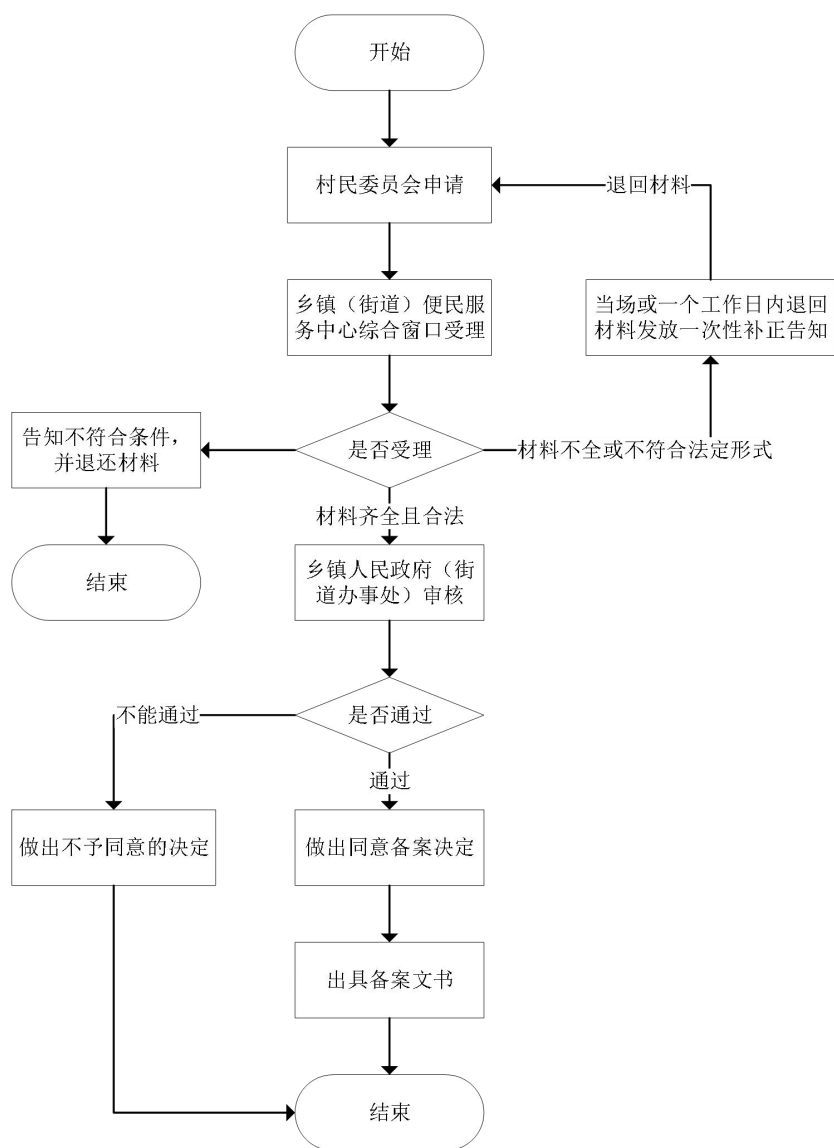 开始
村民委员会申请
退回材料
乡镇（街道）便民服
务中心综合窗口受理
当场或一个工作日内退回
材料发放一次性补正告知
告知不符合条件，
并退还材料
是否受理
材料不全或不符合法定形式
材料齐全且合法
结束
乡镇人民政府（街
道办事处）审核
不能通过
是否通过
通过
做出不予同意的决定
做出同意备案决定
出具备案文书
结束